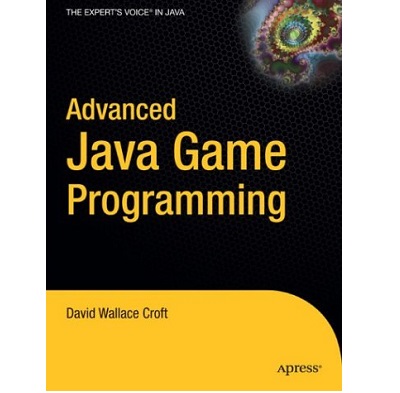 THE EXPERT'S VOICE® IN JAVA
Advanced
Java Game
Programming
David Wallace Croft
Apress®